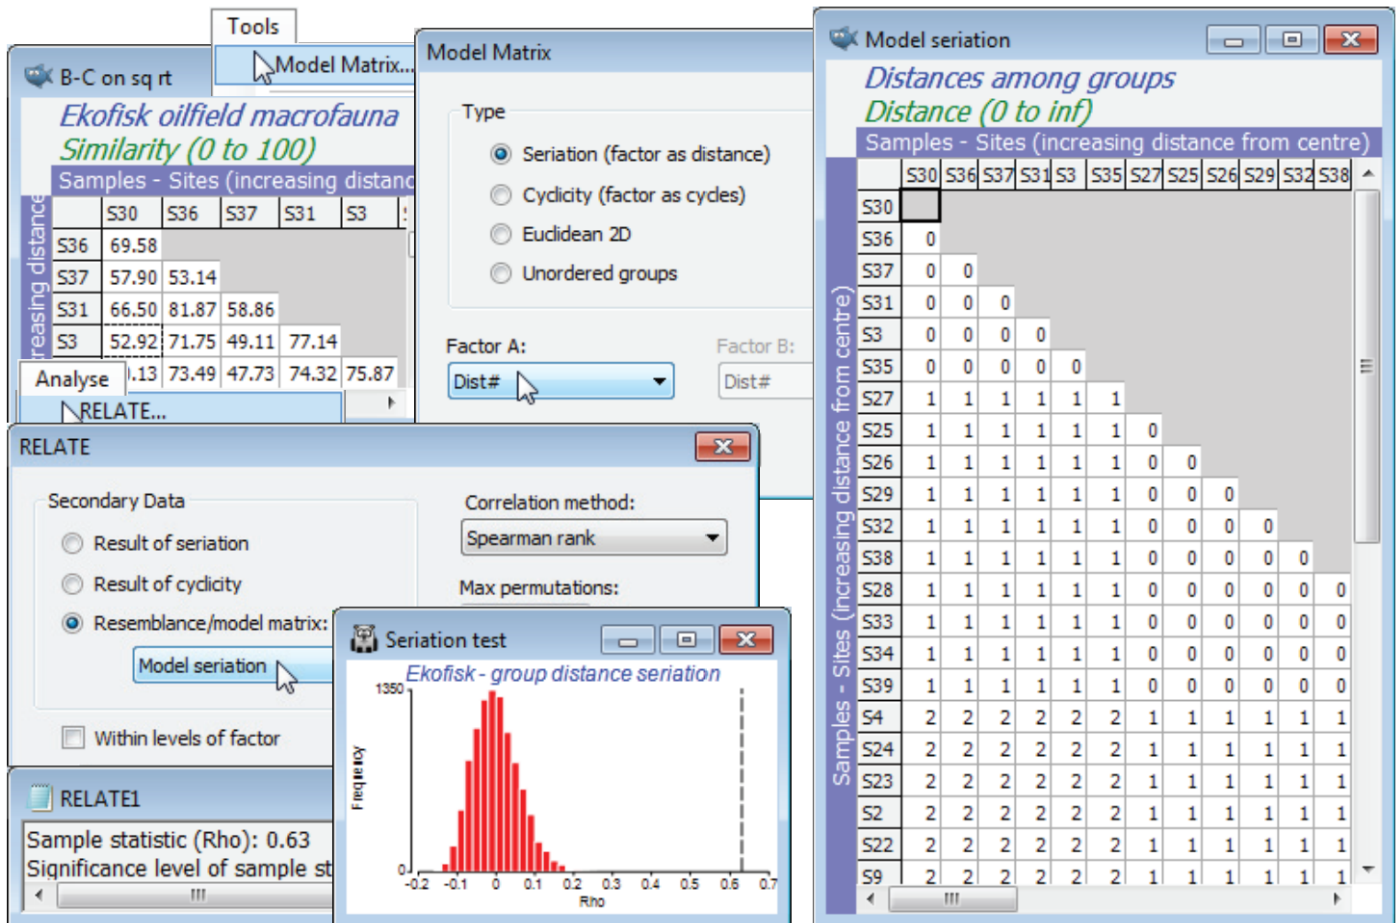 Tools
Model Matrix...
B-C on sq rt
Ekofisk oilfield macrofauna
Similarity (0 to 100)
Samples - Sites (increasing distanc
creasing distance
S30 S36 S37 S31 S3
S36 69.58
S37 57.90 53.14
S31 66.50 81.87 58.86
S3 52.92 71.75 49.11 77.14
.13 73.49 47.73 74.32 75.87
Analyse
RELATE...
Model Matrix
Type
Seriation (factor as distance)
Cyclicity (factor as cycles)
Euclidean 2D
Unordered groups
Factor A:
Factor B:
Dist#
Dist#
RELATE
Secondary Data
Result of seriation
Result of cyclicity
Resemblance/model matrix:
Model seriation
Within levels of factor
Correlation method:
Spearman rank
Max permutations:
RELATE1
Sample statistic (Rho): 0.63
Significance level of sample st
Seriation test
Ekofisk - group distance seriation
1350
Frequency
0
-0.2 -0.1 0 0.1 0.2 0.3 0.4 0.5 0.6 0.7
Rho
Model seriation
Distances among groups
Distance (0 to inf)
Samples - Sites (increasing distance from centre)
Samples - Sites (increasing distance from centre)
S30 S36 S37 S31 S3 S35 S27 S25 S26 S29 S32 S38
S30
S36 0
S37 0 0
S31 0 0 0
S3 0 0 0 0
S35 0 0 0 0 0
S27 1 1 1 1 1 1
S25 1 1 1 1 1 1 0
S26 1 1 1 1 1 1 0 0
S29 1 1 1 1 1 1 0 0 0
S32 1 1 1 1 1 1 0 0 0 0
S38 1 1 1 1 1 1 0 0 0 0 0
S28 1 1 1 1 1 1 0 0 0 0 0 0
S33 1 1 1 1 1 1 0 0 0 0 0 0
S34 1 1 1 1 1 1 0 0 0 0 0 0
S39 1 1 1 1 1 1 0 0 0 0 0 0
S4 2 2 2 2 2 2 1 1 1 1 1 1
S24 2 2 2 2 2 2 1 1 1 1 1 1
S23 2 2 2 2 2 2 1 1 1 1 1 1
S2 2 2 2 2 2 2 1 1 1 1 1 1
S22 2 2 2 2 2 2 1 1 1 1 1 1
S9 2 2 2 2 2 2 1 1 1 1 1 1